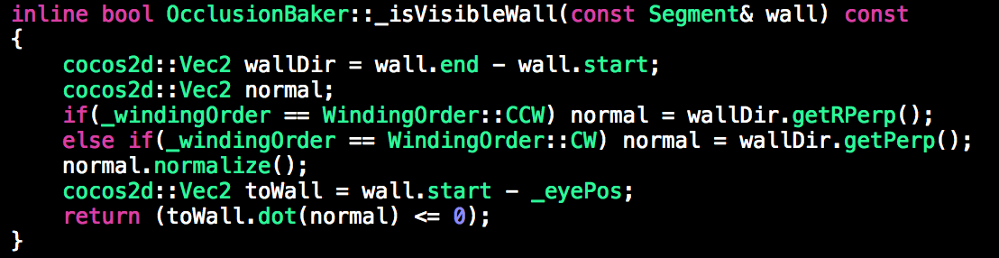 inline bool OcclusionBaker::_isVisibleWall(const Segment& wall) const
{
    cocos2d::Vec2 wallDir = wall.end - wall.start;
    cocos2d::Vec2 normal;
    if(_windingOrder == WindingOrder::CCW) normal = wallDir.getRPerp();
    else if(_windingOrder == WindingOrder::CW) normal = wallDir.getPerp();
    normal.normalize();
    cocos2d::Vec2 toWall = wall.start - _eyePos;
    return (toWall.dot(normal) <= 0);
}